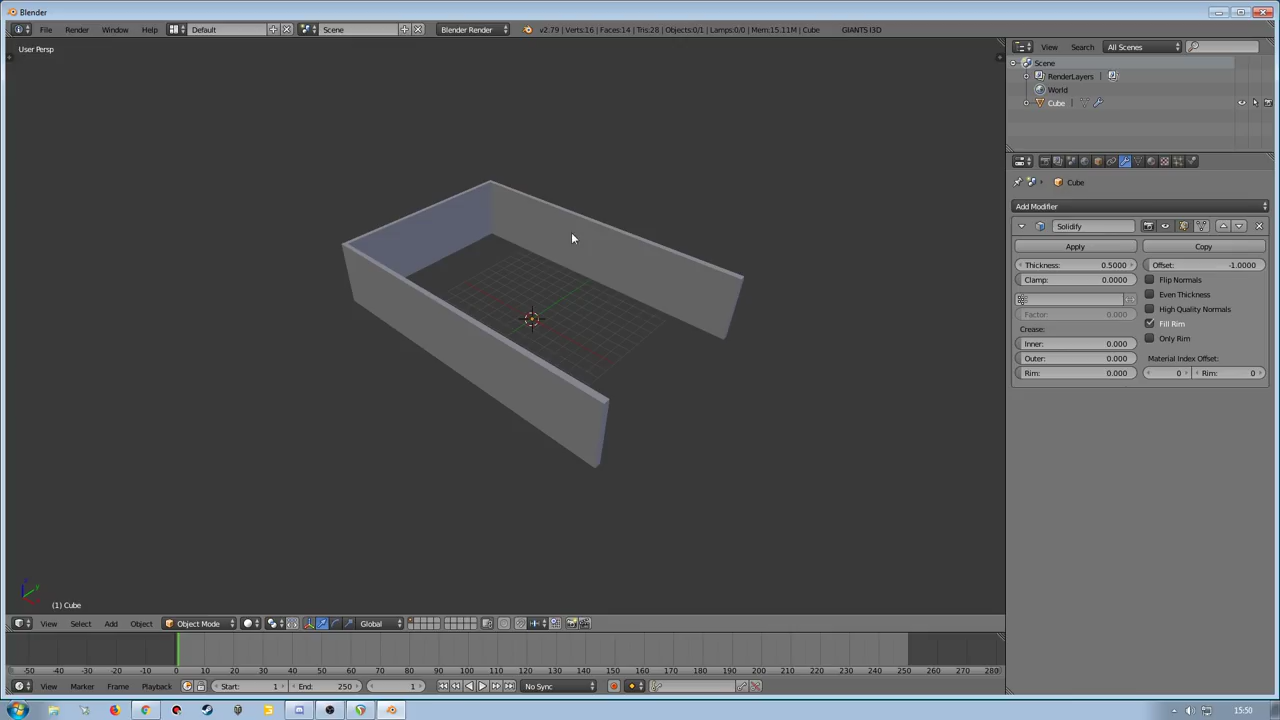 Blender
File Render Window Help Default Scene Blender Render v2.79 | Verts:16 | Faces:14 | Tris:28 | Objects:0/1 | Lamps:0/0 | Mem:15.11M | Cube GIANTS I3D
User Persp
View Search All Scenes
Scene
RenderLayers
World
Cube
Cube
Add Modifier
Solidify
Apply Copy
Thickness: 0.5000 Offset: -1.0000
Clamp: 0.0000 Flip Normals
Even Thickness
Factor: 0.000 High Quality Normals
Crease: Fill Rim
Inner: 0.000 Only Rim
Outer: 0.000 Material Index Offset:
Rim: 0.000 0 Rim: 0
(1) Cube
View Select Add Object Object Mode Global
-50 -40 -30 -20 -10 0 10 20 30 40 50 60 70 80 90 100 110 120 130 140 150 160 170 180 190 200 210 220 230 240 250 260 270 280
View Marker Frame Playback Start: 1 End: 250 1 No Sync
15:50